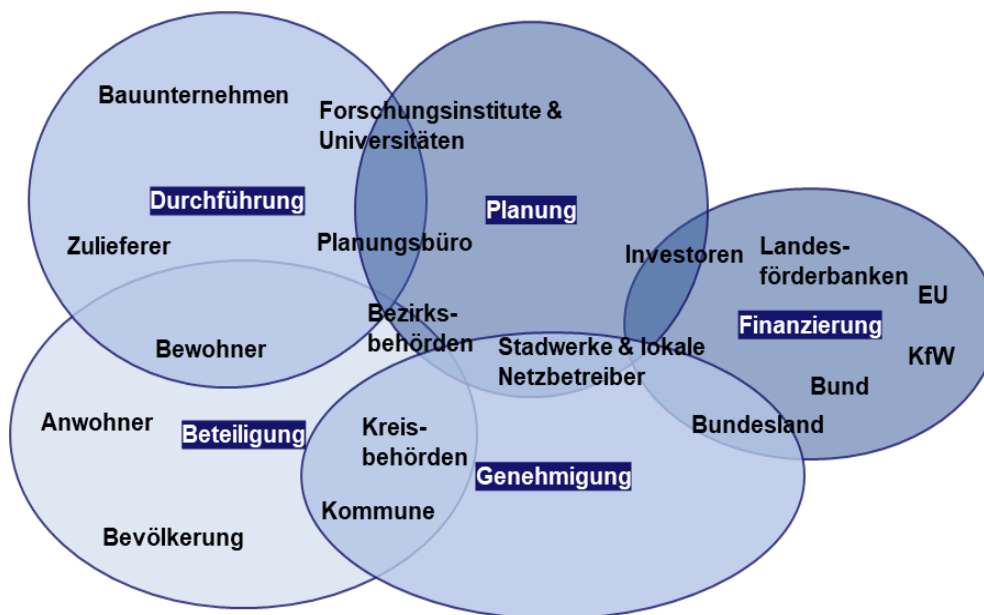 Bauunternehmen
Forschungsinstitute &
Universitäten
Durchführung
Planung
Zulieferer
Planungsbüro
Investoren
Landes-
förderbanken
EU
Finanzierung
Bezirks-
behörden
Bewohner
Stadwerke & lokale
Netzbetreiber
KfW
Bund
Anwohner
Beteiligung
Kreis-
behörden
Bundesland
Genehmigung
Kommune
Bevölkerung